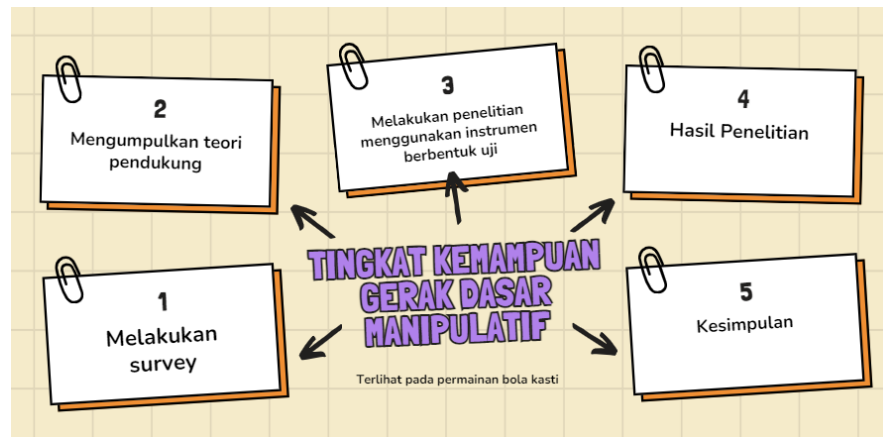 1
Melakukan
survey
2
Mengumpulkan teori
pendukung
3
Melakukan penelitian
menggunakan instrumen
berbentuk uji
4
Hasil Penelitian
5
Kesimpulan
TINGKAT KEMAMPUAN
GERAK DASAR
MANIPULATIF
Terlihat pada permainan bola kasti